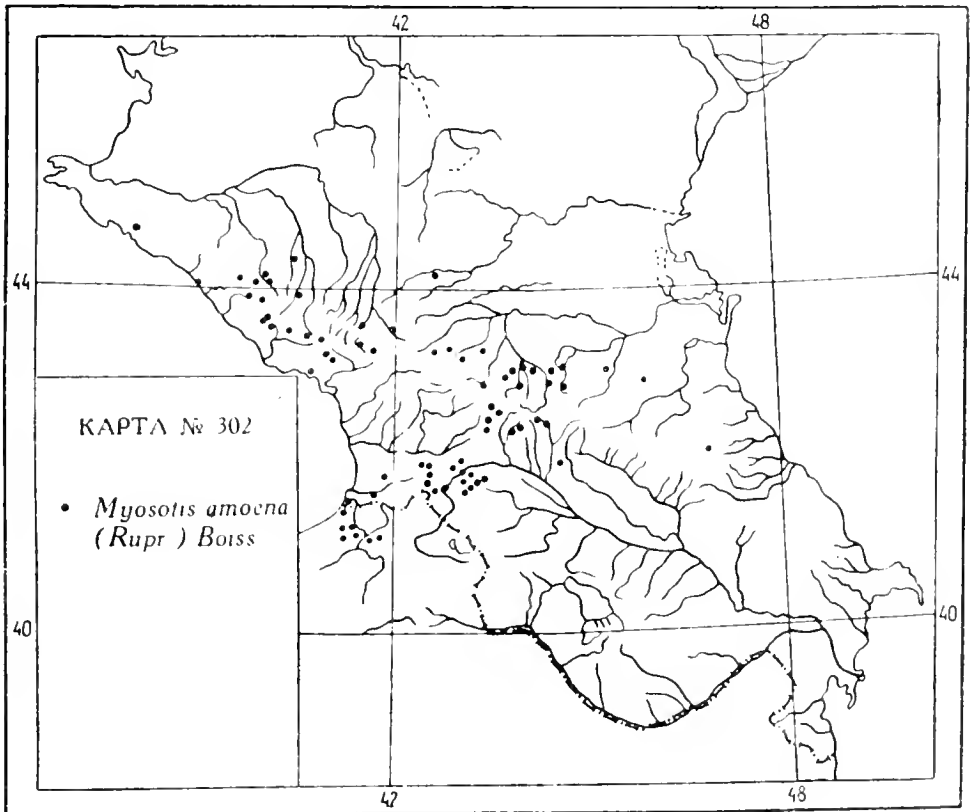 42 48
44 44
КАРТА № 302
• Myosotis amoena
(Rupr ) Boiss
40 40
42 48